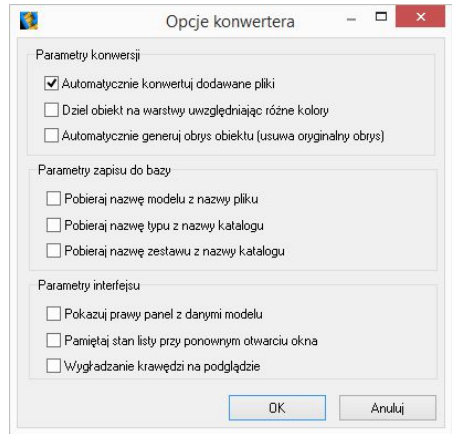 Opcje konwertera
Parametry konwersji
Automatycznie konwertuj dodawane pliki
Dziel obiekt na warstwy uwzględniając różne kolory
Automatycznie generuj obrys obiektu (usuwa oryginalny obrys)
Parametry zapisu do bazy
Pobieraj nazwę modelu z nazwy pliku
Pobieraj nazwę typu z nazwy katalogu
Pobieraj nazwę zestawu z nazwy katalogu
Parametry interfejsu
Pokazuj prawy panel z danymi modelu
Pamiętaj stan listy przy ponownym otwarciu okna
Wygładzanie krawędzi na podglądzie
OK
Anuluj